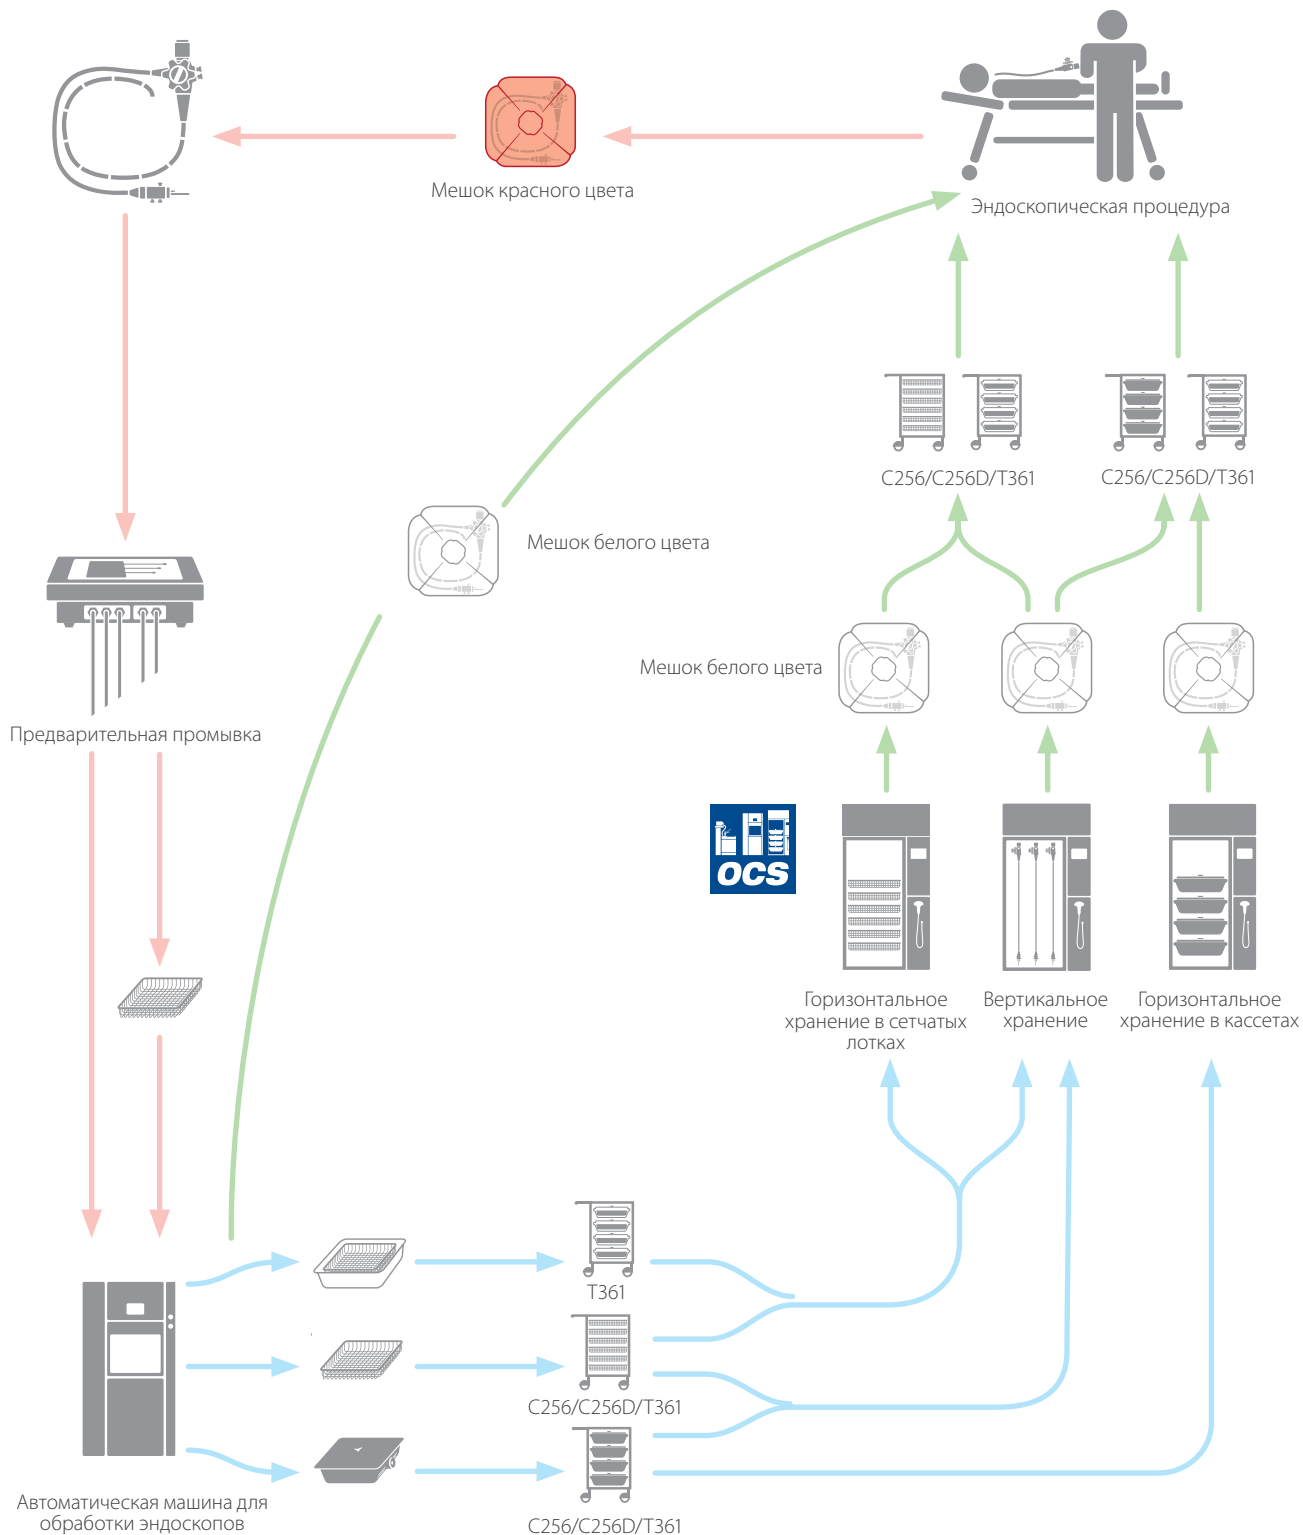 Мешок красного цвета
Эндоскопическая процедура
C256/C256D/T361
C256/C256D/T361
Мешок белого цвета
Мешок белого цвета
Предварительная промывка
OCS
Горизонтальное
хранение в сетчатых
лотках
Вертикальное
хранение
Горизонтальное
хранение в кассетах
T361
C256/C256D/T361
Автоматическая машина для
обработки эндоскопов
C256/C256D/T361